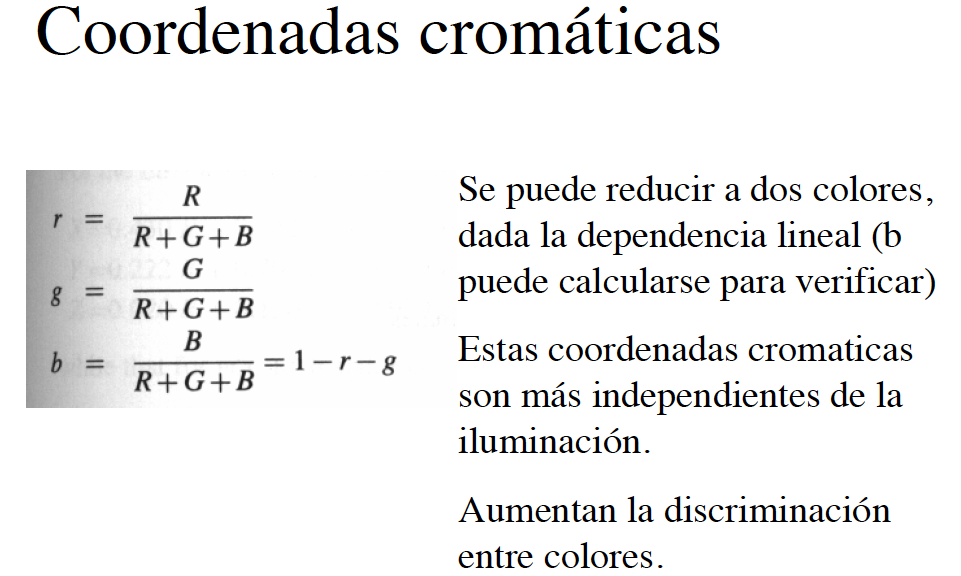 Coordenadas cromáticas
r = R / R+G+B
g = G / R+G+B
b = B / R+G+B = 1−r−g
Se puede reducir a dos colores,
dada la dependencia lineal (b
puede calcularse para verificar)
Estas coordenadas cromaticas
son más independientes de la
iluminación.
Aumentan la discriminación
entre colores.